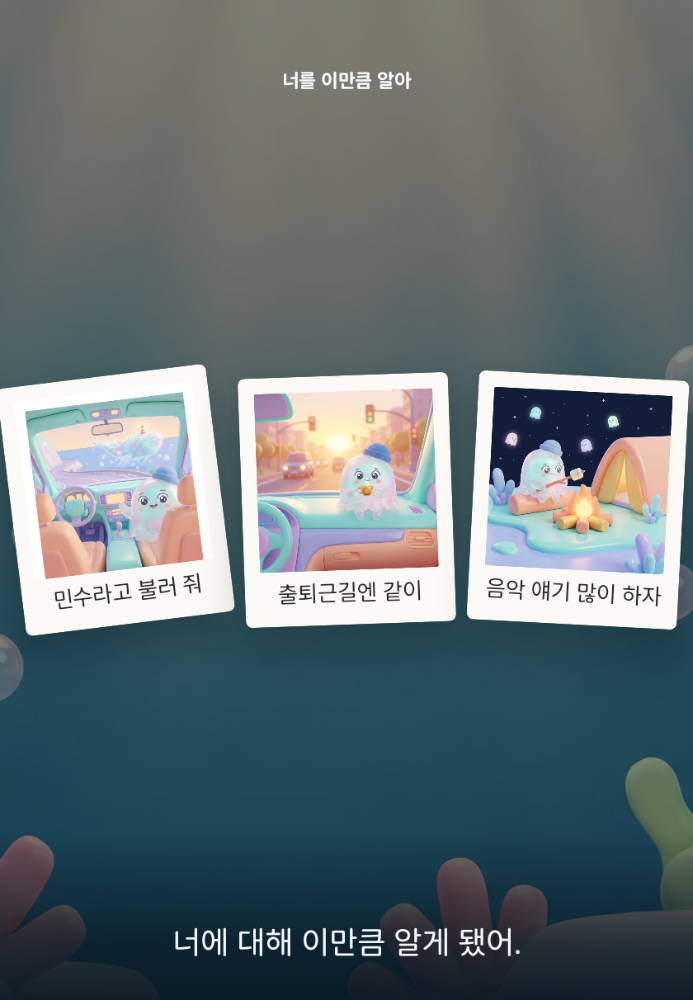 너를 이만큼 알아
민수라고 불러 줘
출퇴근길엔 같이
음악 얘기 많이 하자
너에 대해 이만큼 알게 됐어.